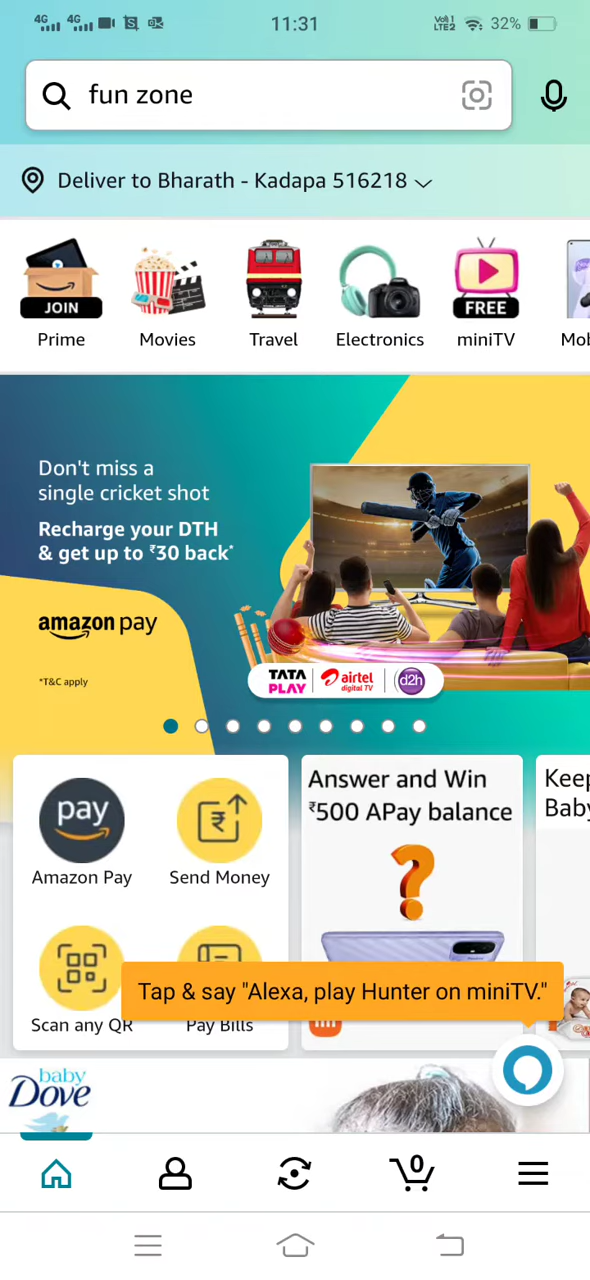 4G 4G 11:31 VoI) 1 LTE2 32%
fun zone
Deliver to Bharath - Kadapa 516218
JOIN
FREE
Prime Movies Travel Electronics miniTV Mob
Don't miss a
single cricket shot
Recharge your DTH
& get up to ₹30 back*
amazon pay
*T&C apply
TATA PLAY
airtel digital TV
d2h
pay
Amazon Pay
Send Money
Scan any QR
Pay Bills
Answer and Win
₹500 APay balance
?
Keep
Baby
Tap & say "Alexa, play Hunter on miniTV."
baby
Dove
0